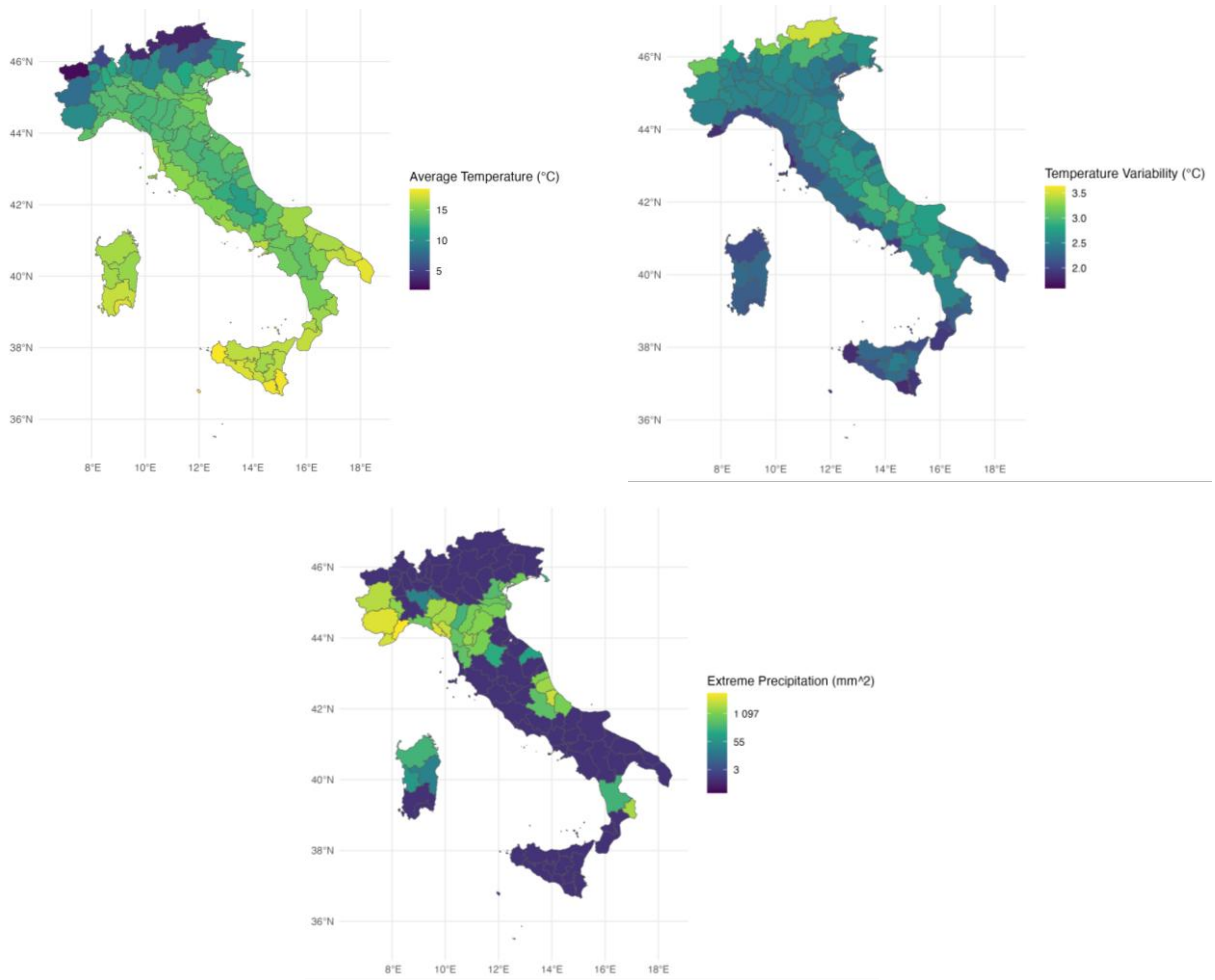 46°N
44°N
42°N
40°N
38°N
36°N
8°E 10°E 12°E 14°E 16°E 18°E
Average Temperature (°C)
15
10
5
46°N
44°N
42°N
40°N
38°N
36°N
8°E 10°E 12°E 14°E 16°E 18°E
Temperature Variability (°C)
3.5
3.0
2.5
2.0
46°N
44°N
42°N
40°N
38°N
36°N
8°E 10°E 12°E 14°E 16°E 18°E
Extreme Precipitation (mm^2)
1 097
55
3